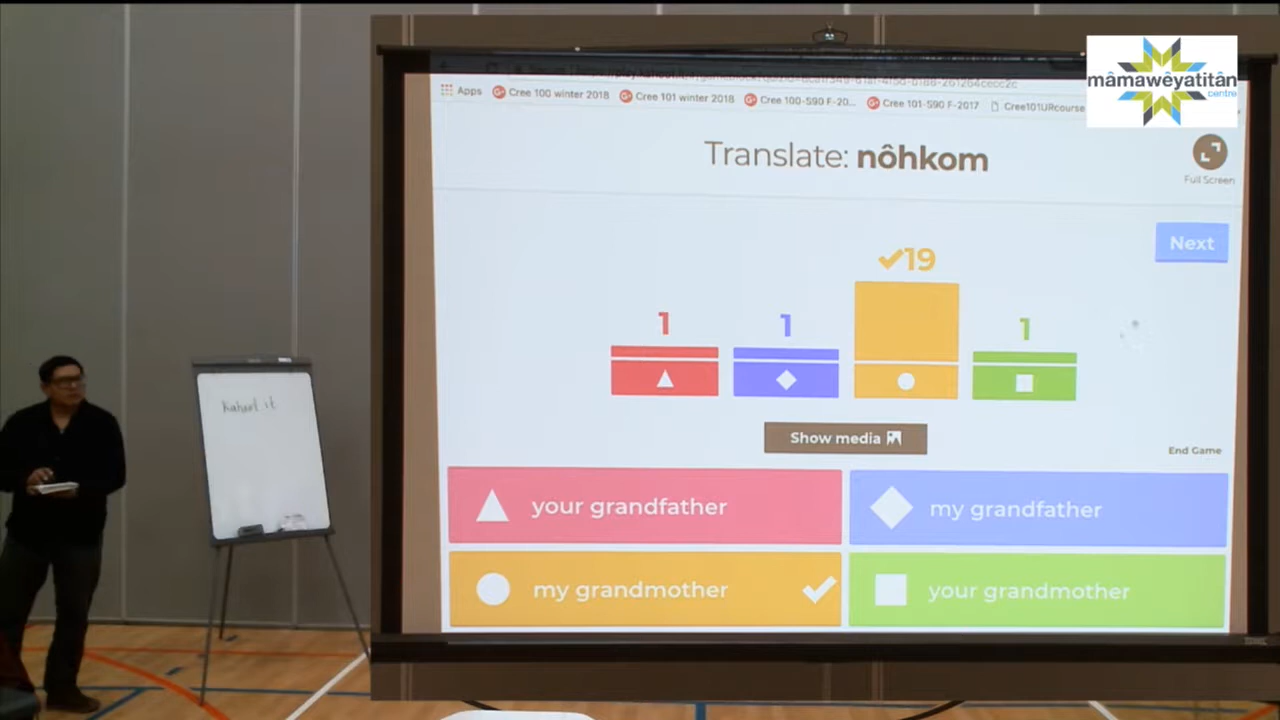 mâmawêyatitân
centre
Apps
Cree 100 winter 2018
Cree 101 winter 2018
Cree 100-590 F-20...
Cree 101-590 F-2017
Cree101URcourse
Translate: nôhkom
Full Screen
Next
1
1
19
1
Show media
End Game
your grandfather
my grandfather
my grandmother
your grandmother
Kahoot it